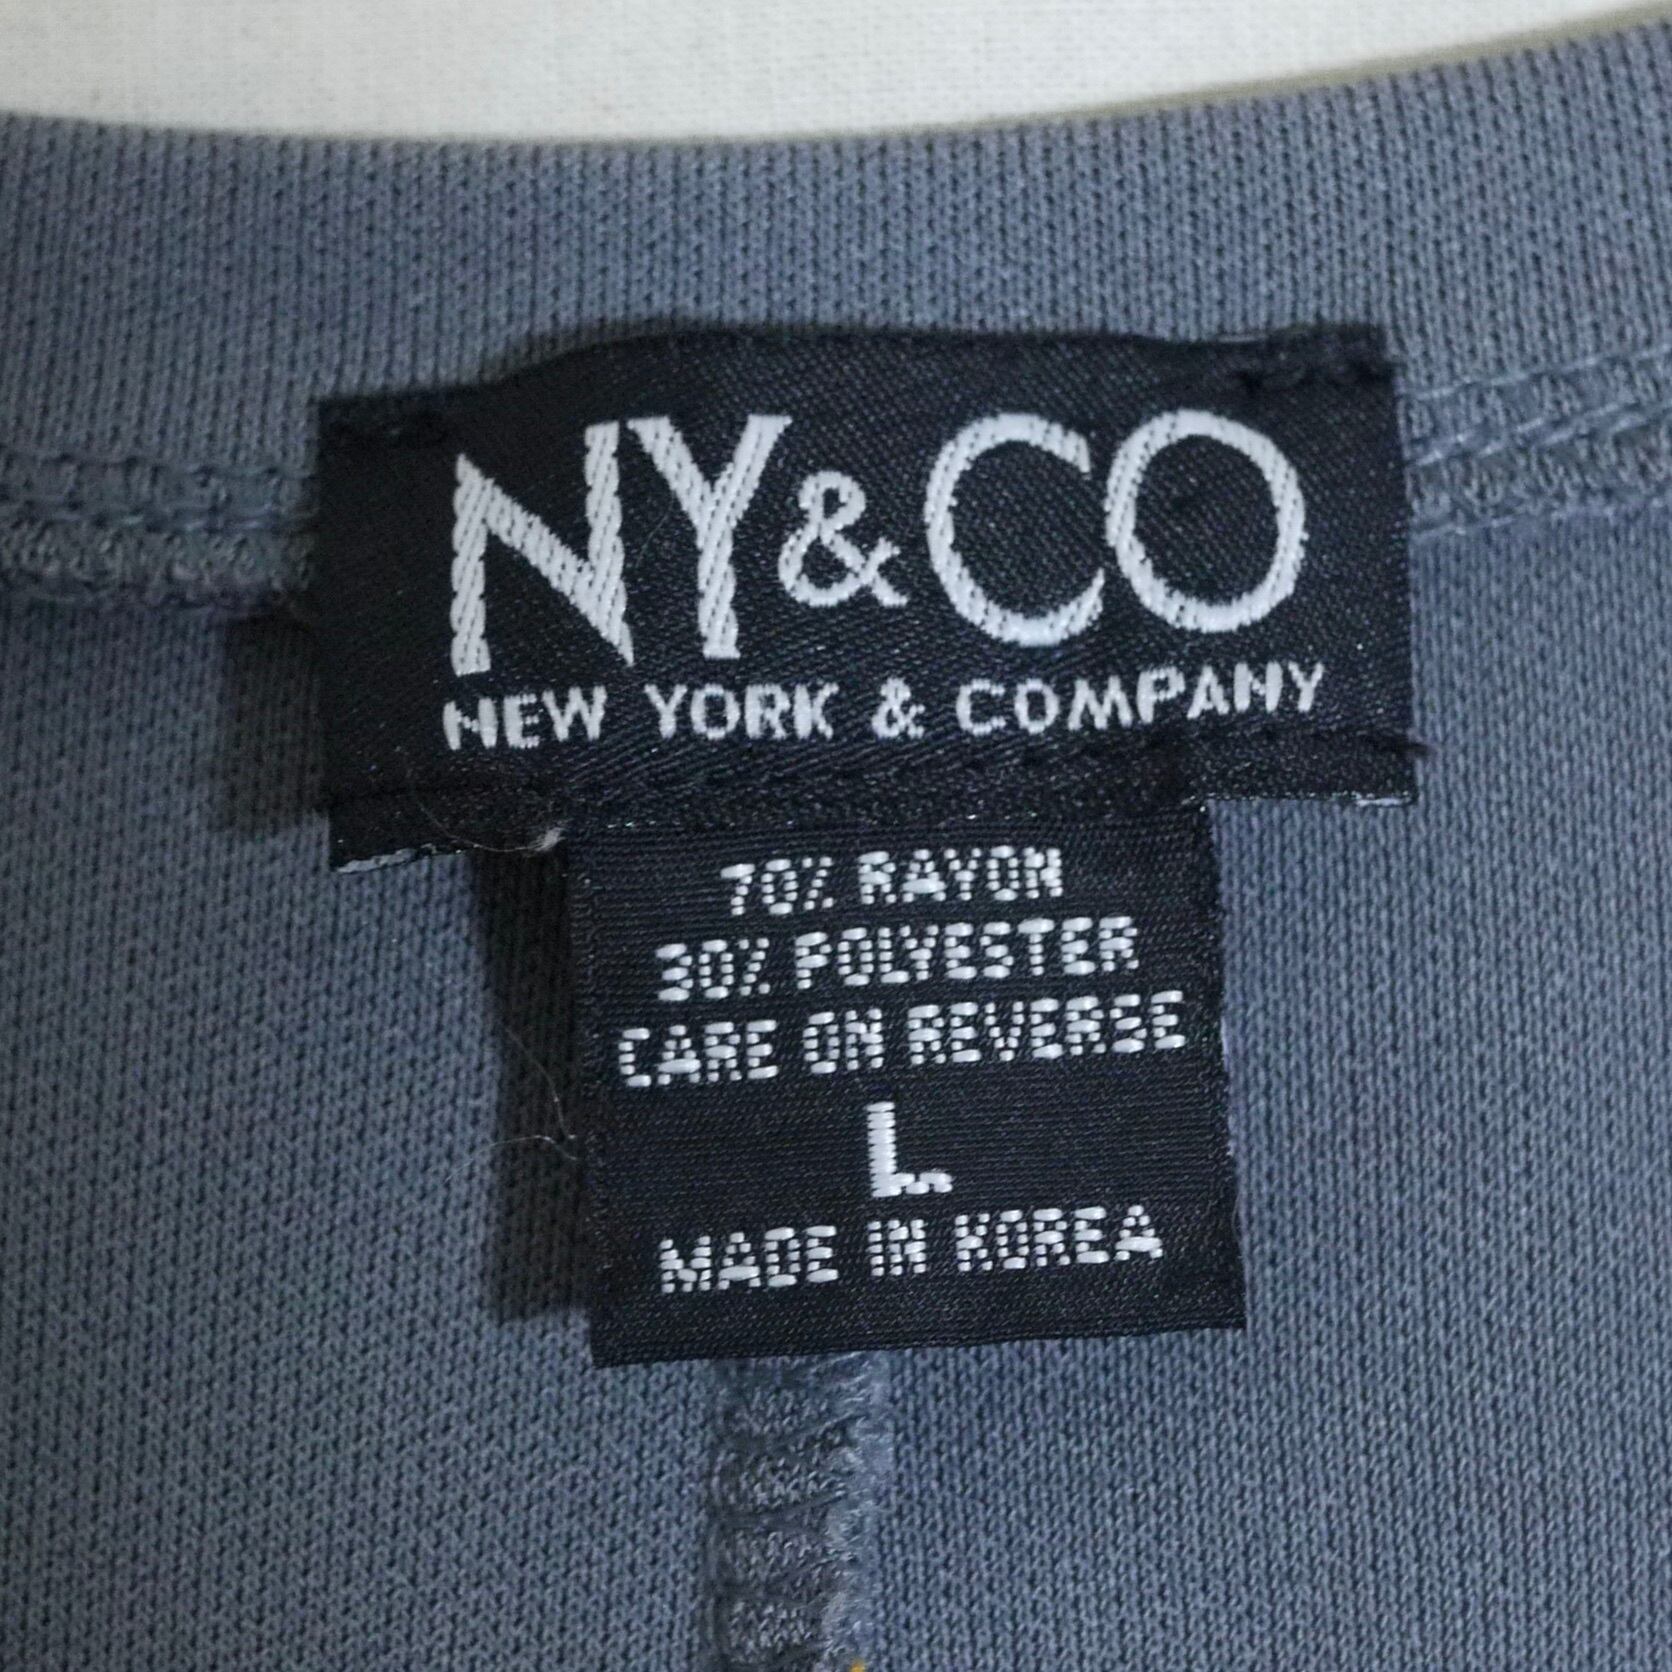 NY&CO
NEW YORK & COMPANY
70% RAYON
30% POLYESTER
CARE ON REVERSE
L
MADE IN KOREA